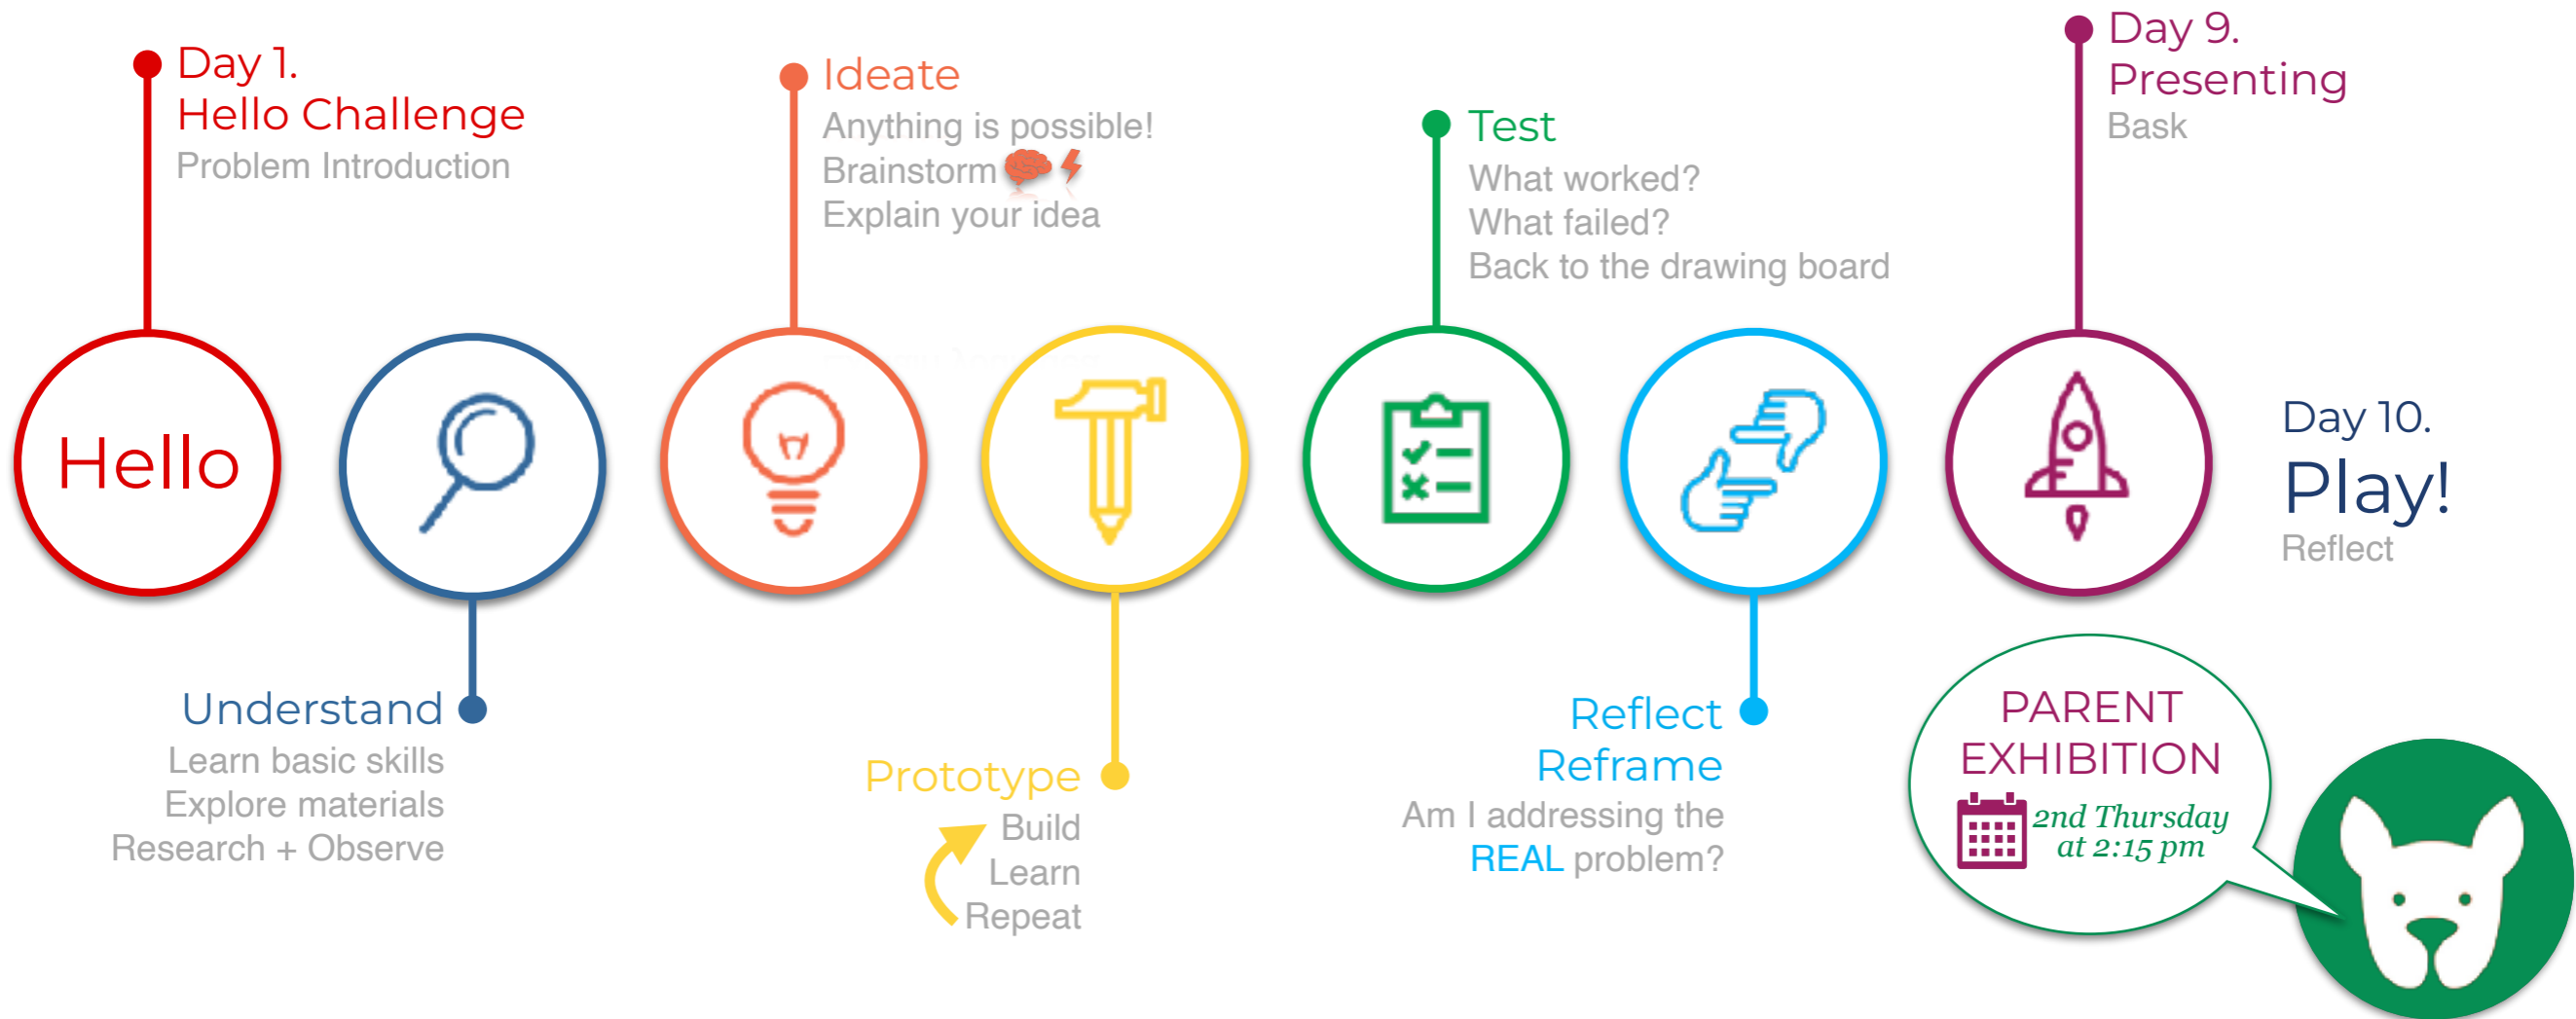 Day 1.
Hello Challenge
Problem Introduction
Hello
Understand
Learn basic skills
Explore materials
Research + Observe
Ideate
Anything is possible!
Brainstorm
Explain your idea
Prototype
Build
Learn
Repeat
Test
What worked?
What failed?
Back to the drawing board
Reflect
Reframe
Am I addressing the
REAL problem?
Day 9.
Presenting
Bask
Day 10.
Play!
Reflect
PARENT
EXHIBITION
2nd Thursday
at 2:15 pm